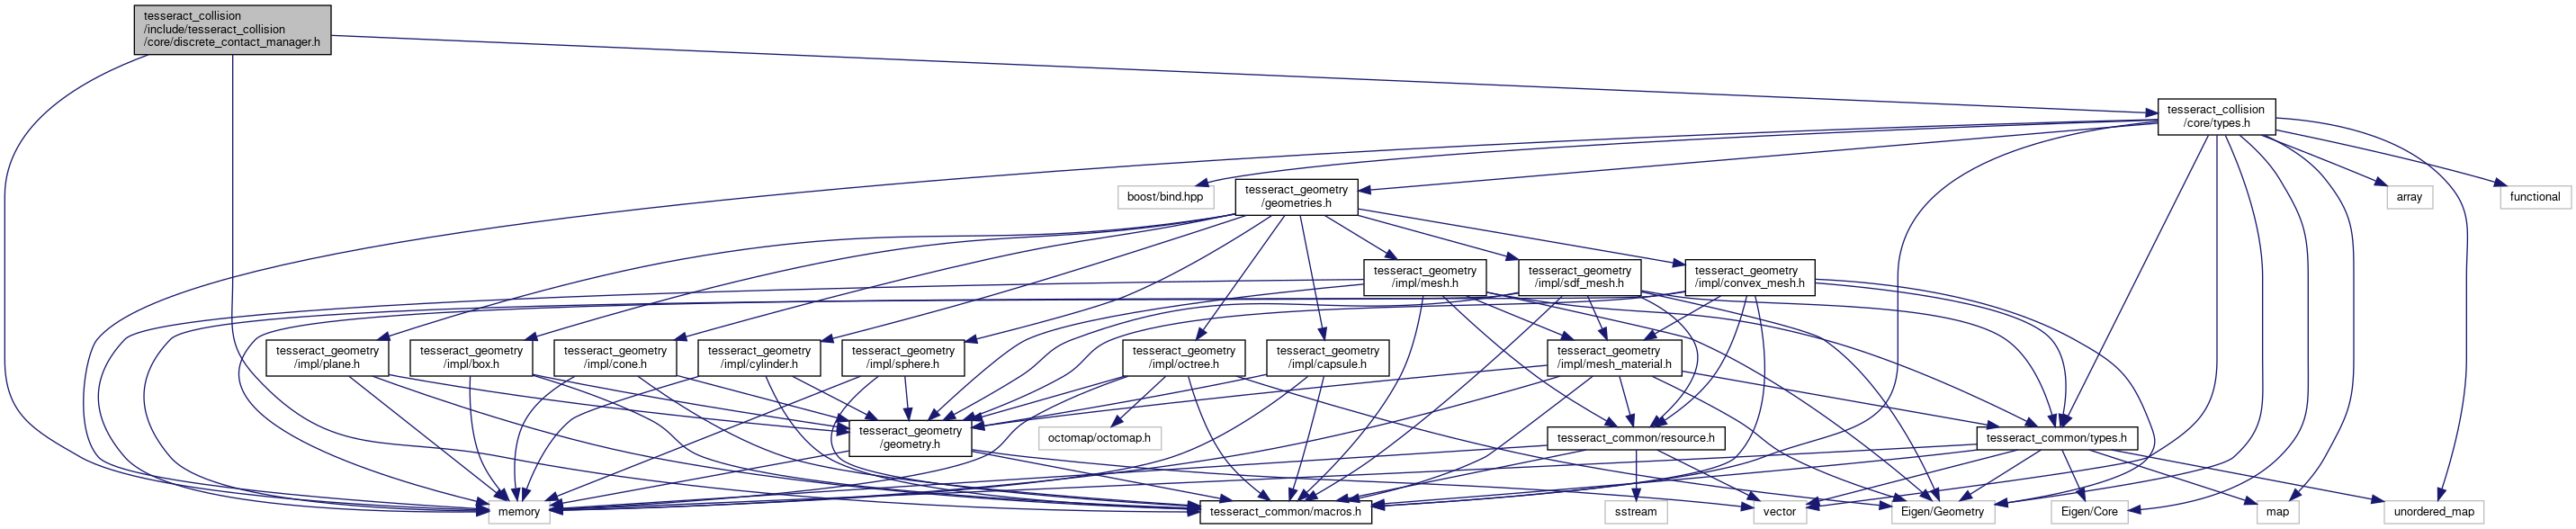 tesseract_collision
/include/tesseract_collision
/core/discrete_contact_manager.h
tesseract_collision
/core/types.h
boost/bind.hpp
tesseract_geometry
/geometries.h
array
functional
tesseract_geometry
/impl/mesh.h
tesseract_geometry
/impl/sdf_mesh.h
tesseract_geometry
/impl/convex_mesh.h
tesseract_geometry
/impl/plane.h
tesseract_geometry
/impl/box.h
tesseract_geometry
/impl/cone.h
tesseract_geometry
/impl/cylinder.h
tesseract_geometry
/impl/sphere.h
tesseract_geometry
/impl/octree.h
tesseract_geometry
/impl/capsule.h
tesseract_geometry
/impl/mesh_material.h
tesseract_geometry
/geometry.h
octomap/octomap.h
tesseract_common/resource.h
tesseract_common/types.h
memory
tesseract_common/macros.h
sstream
vector
Eigen/Geometry
Eigen/Core
map
unordered_map